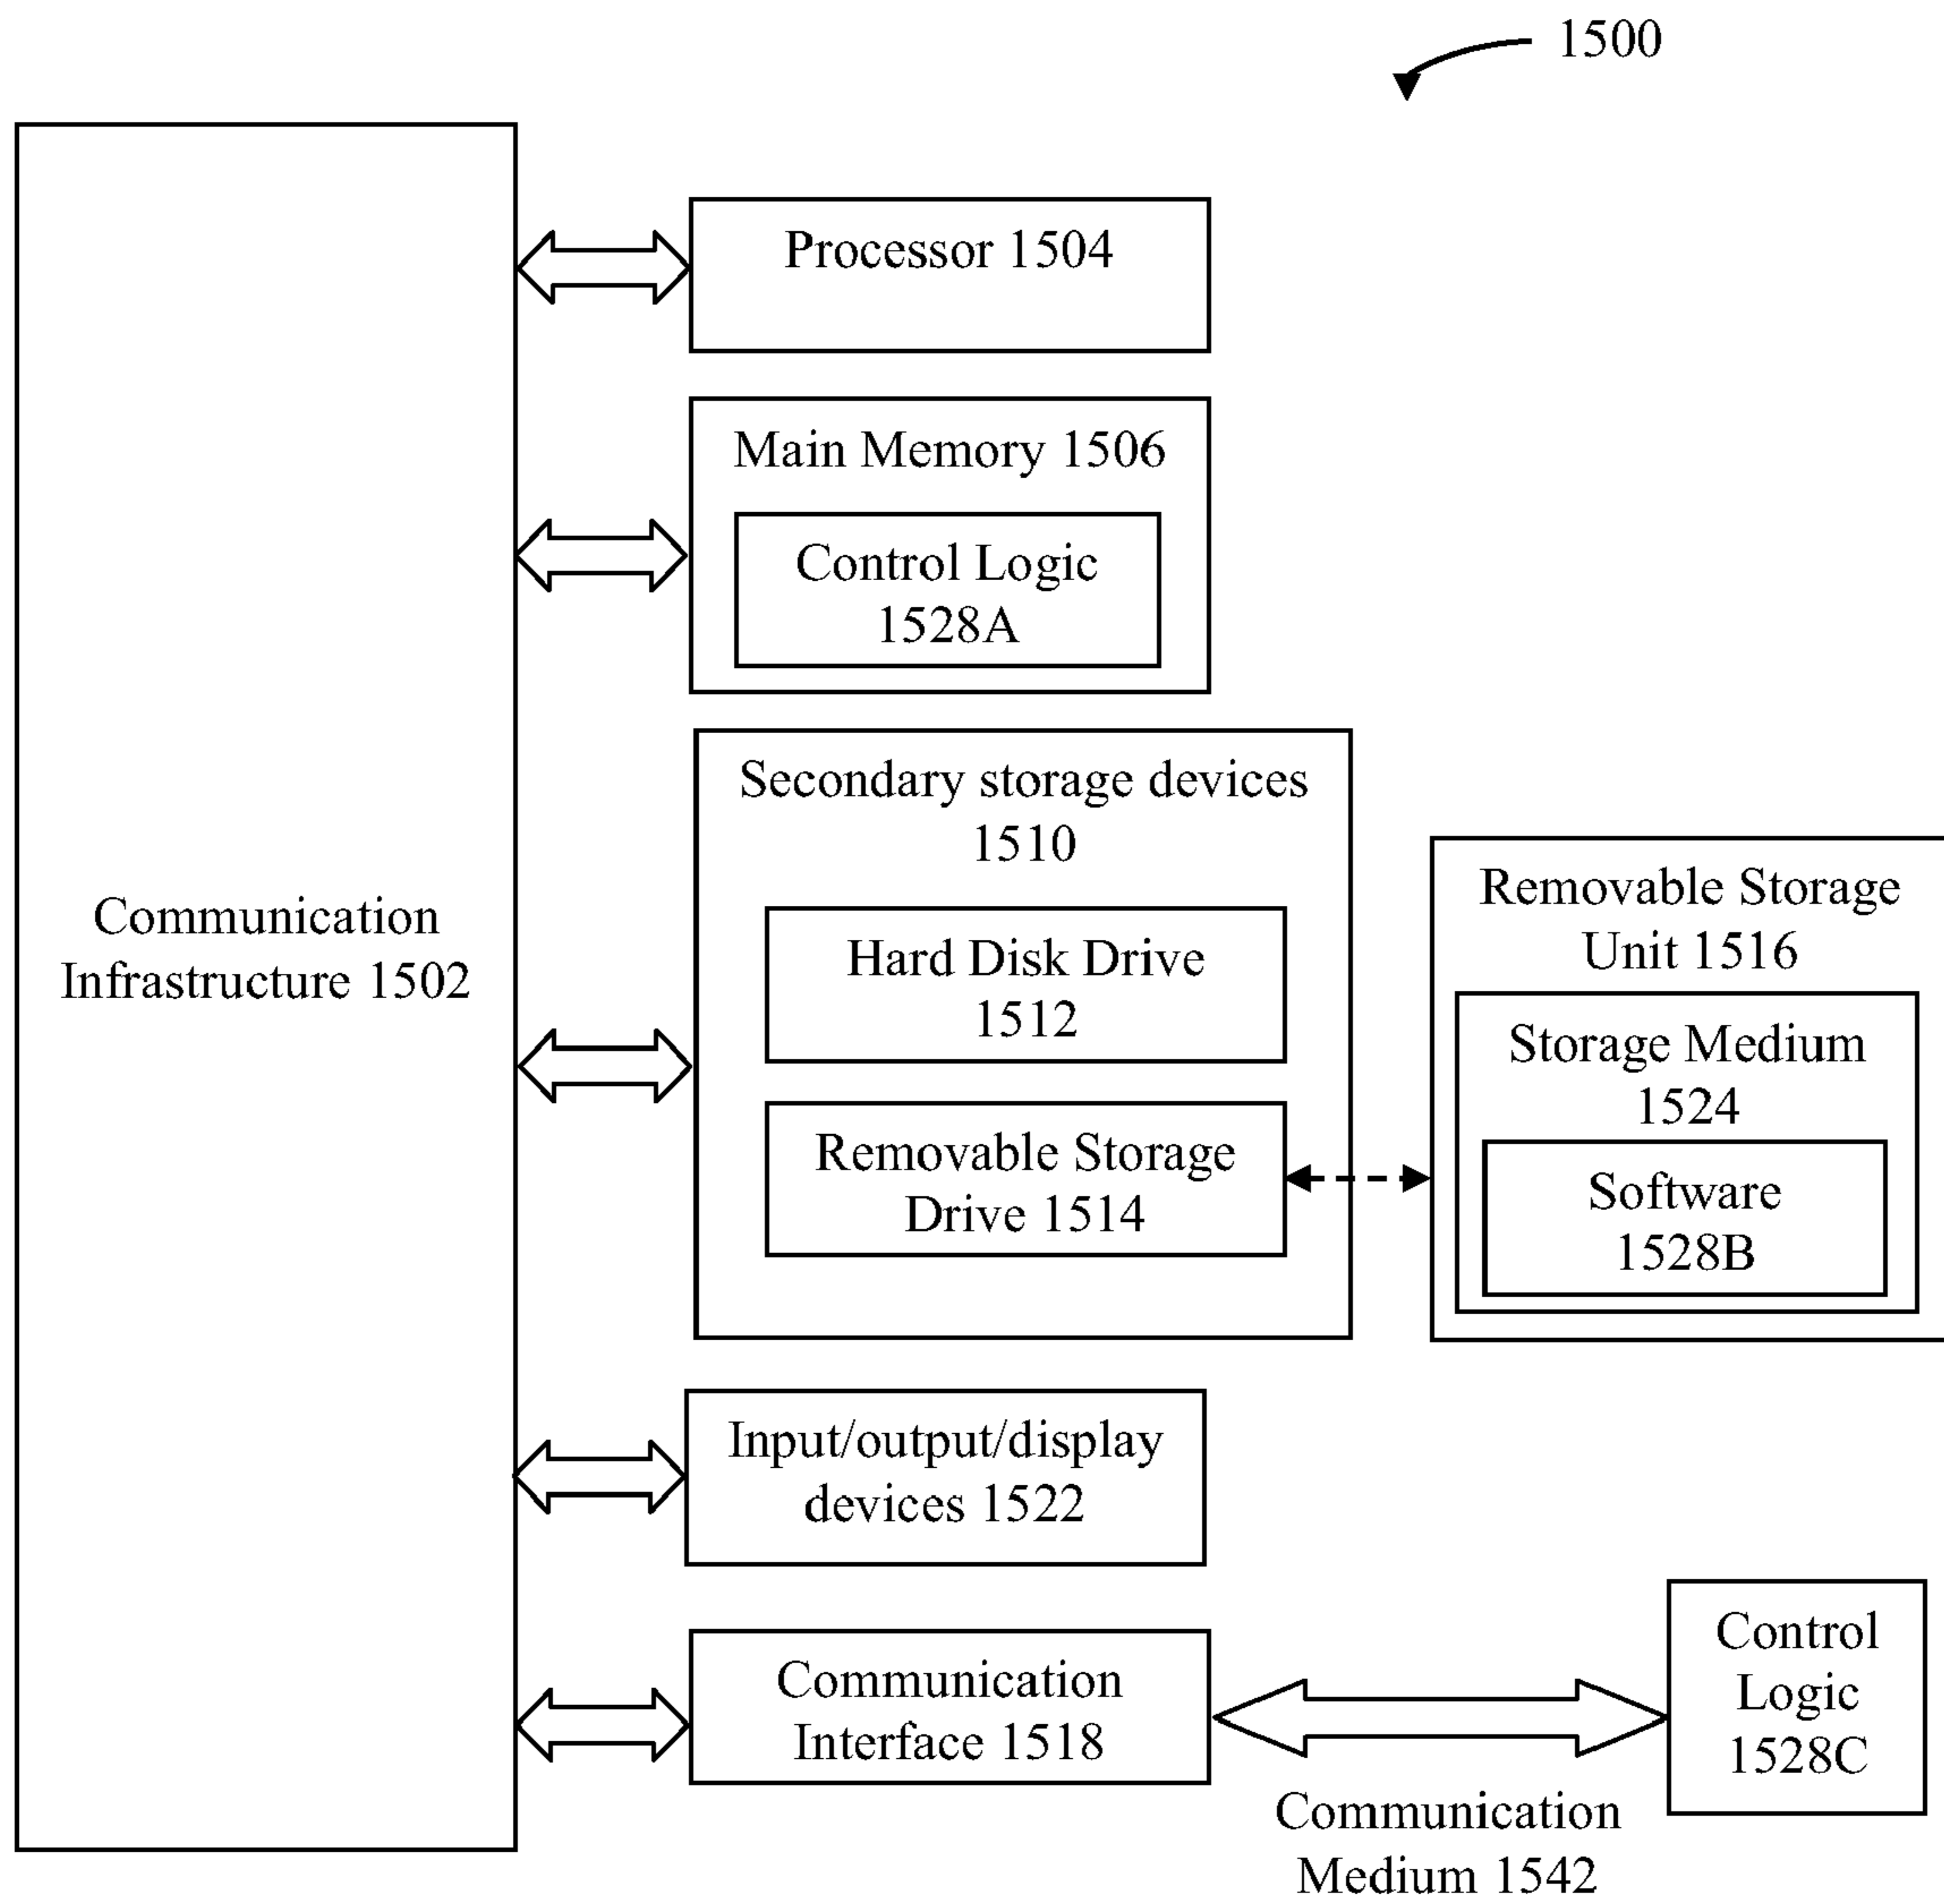 1500
Processor 1504
Main Memory 1506
Control Logic
1528A
Secondary storage devices
1510
Hard Disk Drive
1512
Removable Storage
Drive 1514
Removable Storage
Unit 1516
Storage Medium
1524
Software
1528B
Communication
Infrastructure 1502
Input/output/display
devices 1522
Communication
Interface 1518
Control
Logic
1528C
Communication
Medium 1542